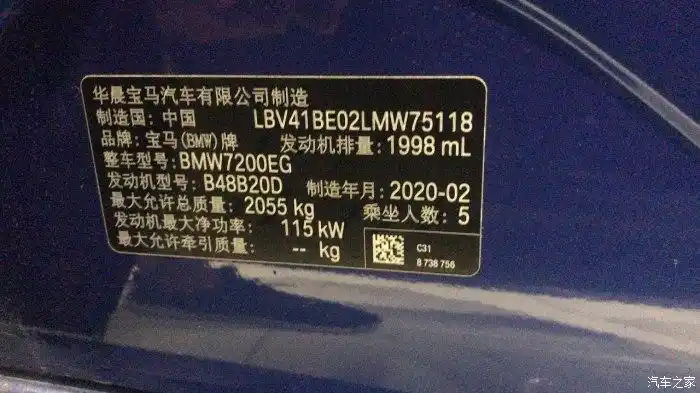 华晨宝马汽车有限公司制造
制造国: 中国 LBV41BE02LMW75118
品牌: 宝马(BMW)牌 发动机排量: 1998 mL
整车型号: BMW7200EG
发动机型号: B48B20D 制造年月: 2020-02
最大允许总质量: 2055 kg 乘坐人数: 5
发动机最大净功率: 115 kW
最大允许牵引质量: -- kg
C31
8 738 756
汽车之家